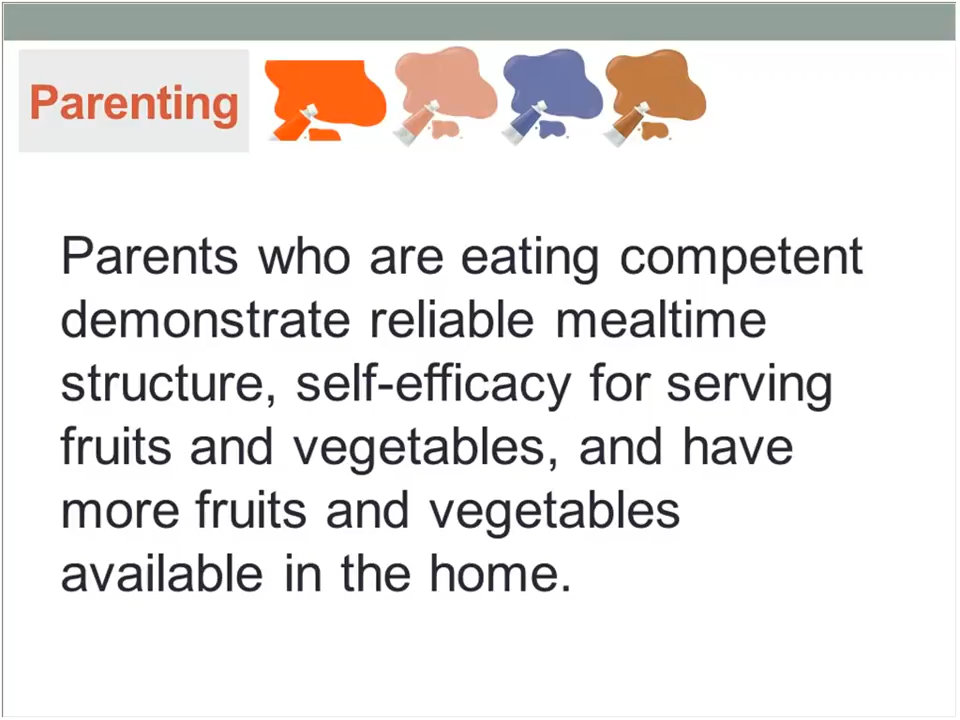 Parenting
Parents who are eating competent
demonstrate reliable mealtime
structure, self-efficacy for serving
fruits and vegetables, and have
more fruits and vegetables
available in the home.